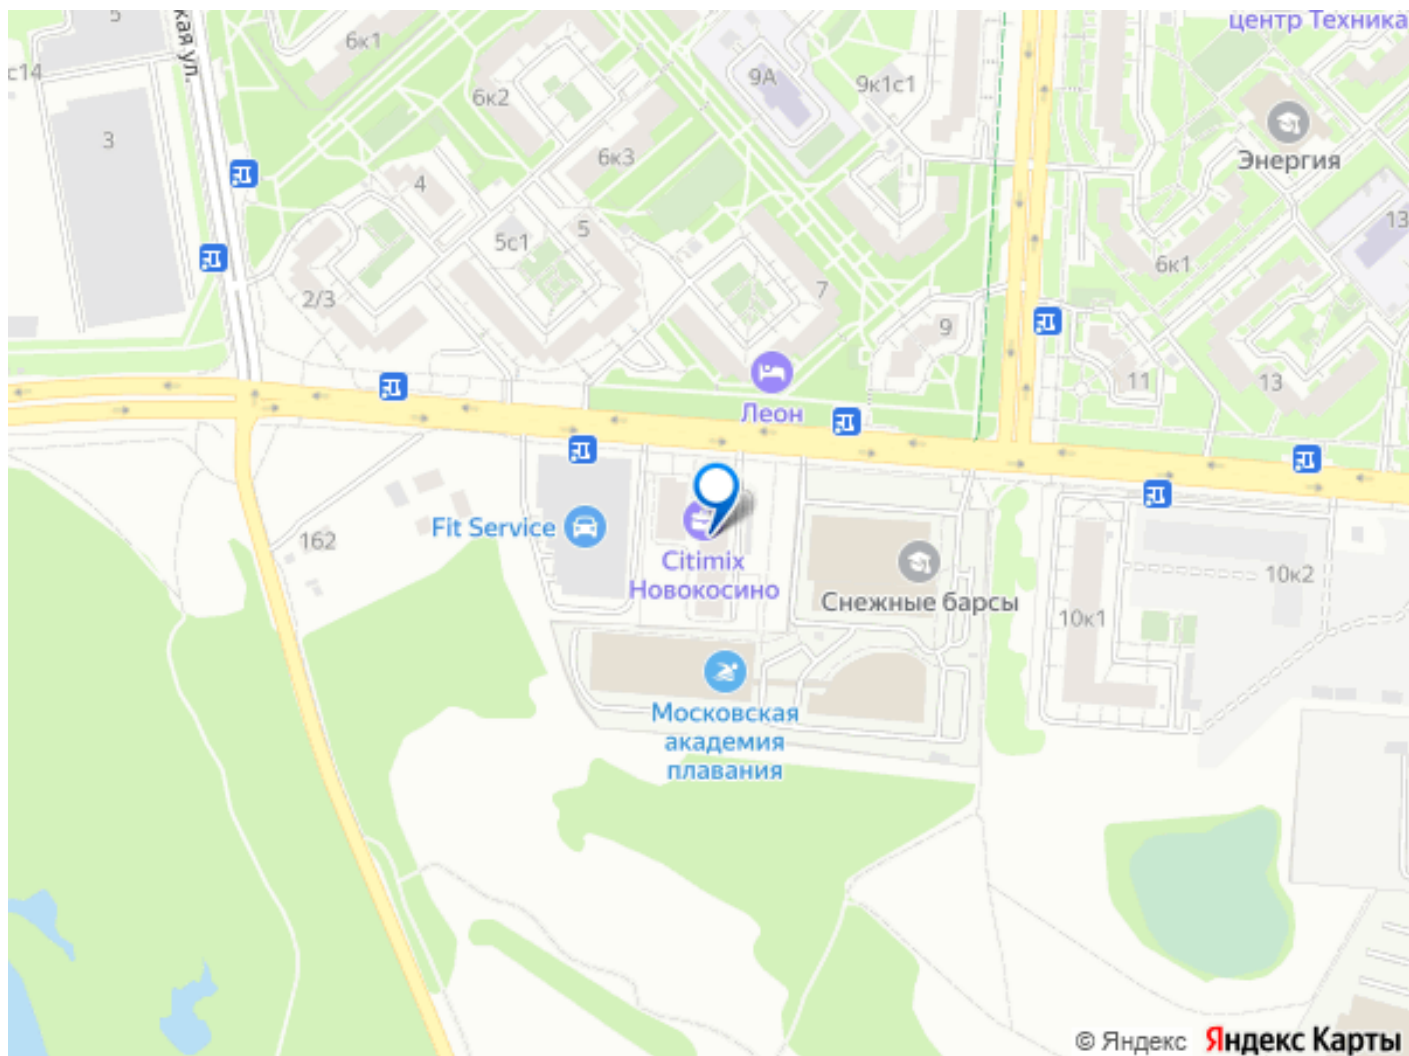 5
кая ул.
с14
3
6к1
6к2
6к3
9А
9к1с1
центр Техника
Энергия
13
4
5с1
5
2/3
7
9
6к1
11
13
Леон
Fit Service
162
Citimix
Новокосино
Снежные барсы
10к1
10к2
Московская
академия
плавания
© Яндекс
Яндекс Карты